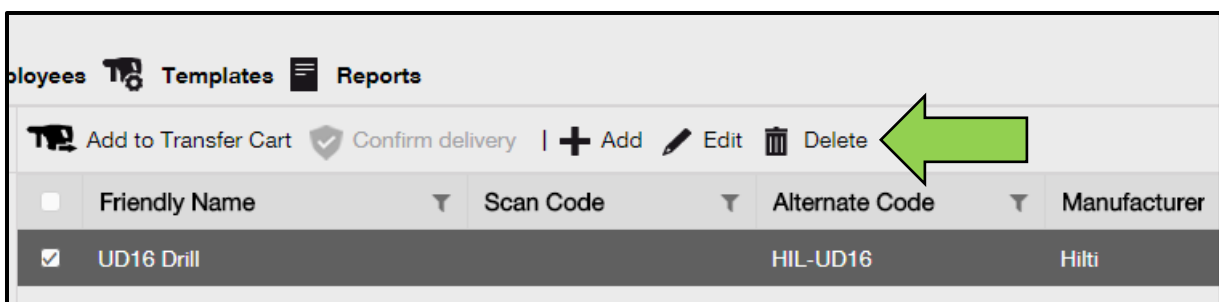 ployees Templates Reports
Add to Transfer Cart Confirm delivery | Add Edit Delete
Friendly Name Scan Code Alternate Code Manufacturer
UD16 Drill HIL-UD16 Hilti